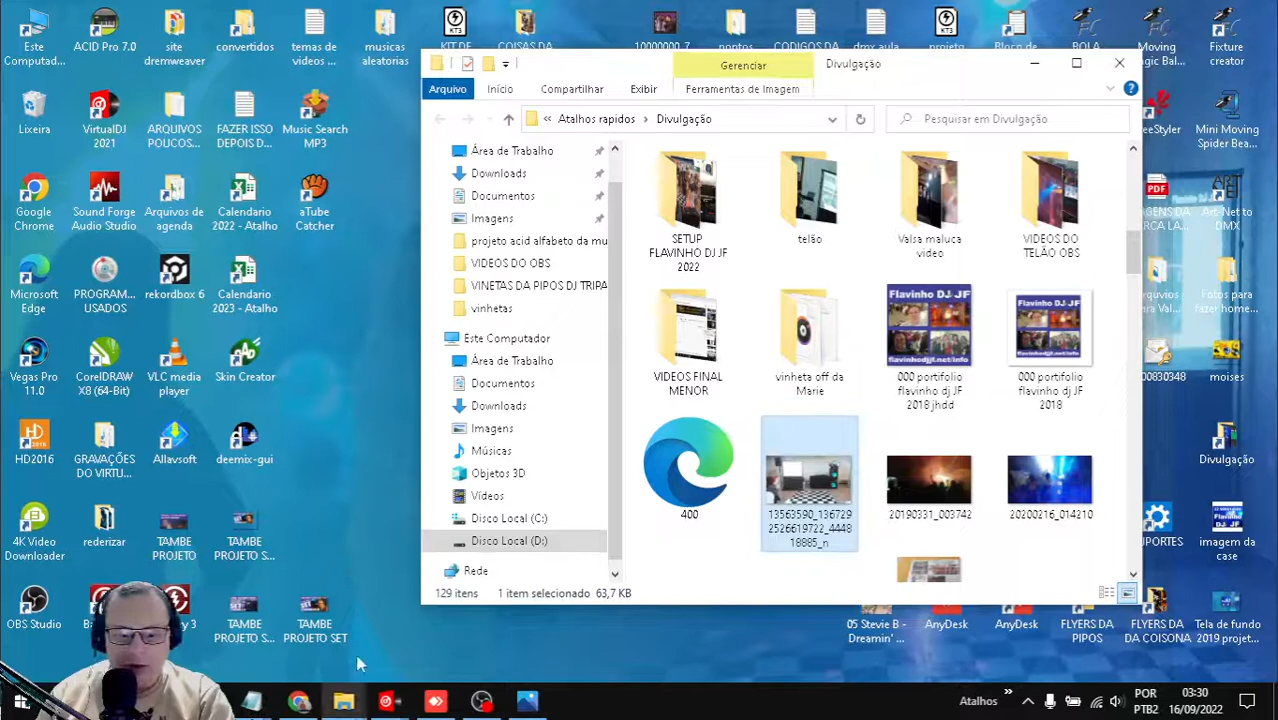 Este
Computad...
ACID Pro 7.0
site
dremweaver
convertidos
temas de
videos ...
musicas
aleatorias
KIT DE
COISAS DA
10000000_7
pontos
CODIGOS DA
dmx aula
projeto
Bloco de
BOLA
Moving
Magic Bal...
Fixture
creator
Lixeira
VirtualDJ
2021
ARQUIVOS
POUCOS...
FAZER ISSO
DEPOIS D...
Music Search
MP3
Google
Chrome
Sound Forge
Audio Studio
Arquivos de
agenda
Calendario
2022 - Atalho
aTube
Catcher
Microsoft
Edge
PROGRAM...
USADOS
rekordbox 6
Calendario
2023 - Atalho
Vegas Pro
11.0
CorelDRAW
X8 (64-Bit)
VLC media
player
Skin Creator
HD2016
GRAVAÇÕES
DO VIRTU...
Allavsoft
deemix-gui
4K Video
Downloader
rederizar
TAMBE
PROJETO
TAMBE
PROJETO S...
OBS Studio
TAMBE
PROJETO S...
TAMBE
PROJETO SET
Gerenciar
Divulgação
Arquivo
Início
Compartilhar
Exibir
Ferramentas de Imagem
Atalhos rapidos
Divulgação
Pesquisar em Divulgação
Área de Trabalho
Downloads
Documentos
Imagens
projeto acid alfabeto da mu
VIDEOS DO OBS
VINETAS DA PIPOS DJ TRIPA
vinhetas
Este Computador
Área de Trabalho
Documentos
Downloads
Imagens
Músicas
Objetos 3D
Vídeos
Disco Local (C:)
Disco Local (D:)
Rede
SETUP
FLAVINHO DJ JF
2022
telão
Valsa maluca
video
VIDEOS DO
TELÃO OBS
VIDEOS FINAL
MENOR
vinheta off da
Marie
Flavinho DJ JF
flavinhodjjf.net/info
000 portifolio
flavinho dj JF
2018 jhdd
Flavinho DJ JF
flavinhodjjf.net/info
000 portifolio
flavinho dj JF
2018
400
13563590_136729
2526619722_4448
18885_n
20190331_003742
20200216_014210
129 itens
1 item selecionado
63,7 KB
eeStyler
Mini Moving
Spider Bea...
PDF
AGENS DA
RCA LA...
Art-Net to
DMX
Arquvios
para Val...
Fotos para
fazer home...
00830348
moises
Divulgação
PORTES
imagem da
case
05 Stevie B -
Dreamin'...
AnyDesk
AnyDesk
FLYERS DA
PIPOS
FLYERS DA
DA COISONA
Tela de fundo
2019 projet...
Atalhos
POR
PTB2
03:30
16/09/2022